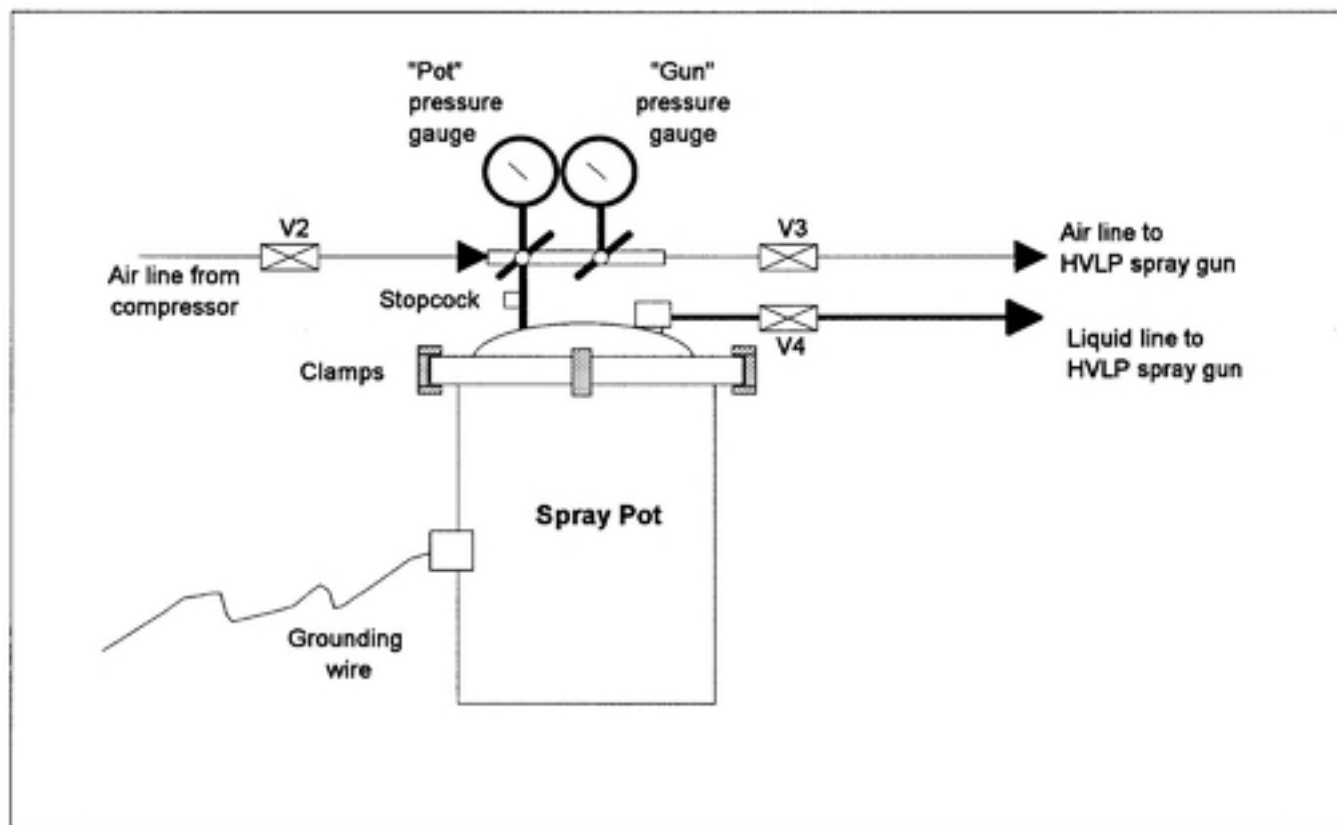 "Pot"
pressure
gauge
"Gun"
pressure
gauge
V2
V3
Air line from
compressor
Air line to
HVLP spray gun
Stopcock
V4
Liquid line to
HVLP spray gun
Clamps
Spray Pot
Grounding
wire